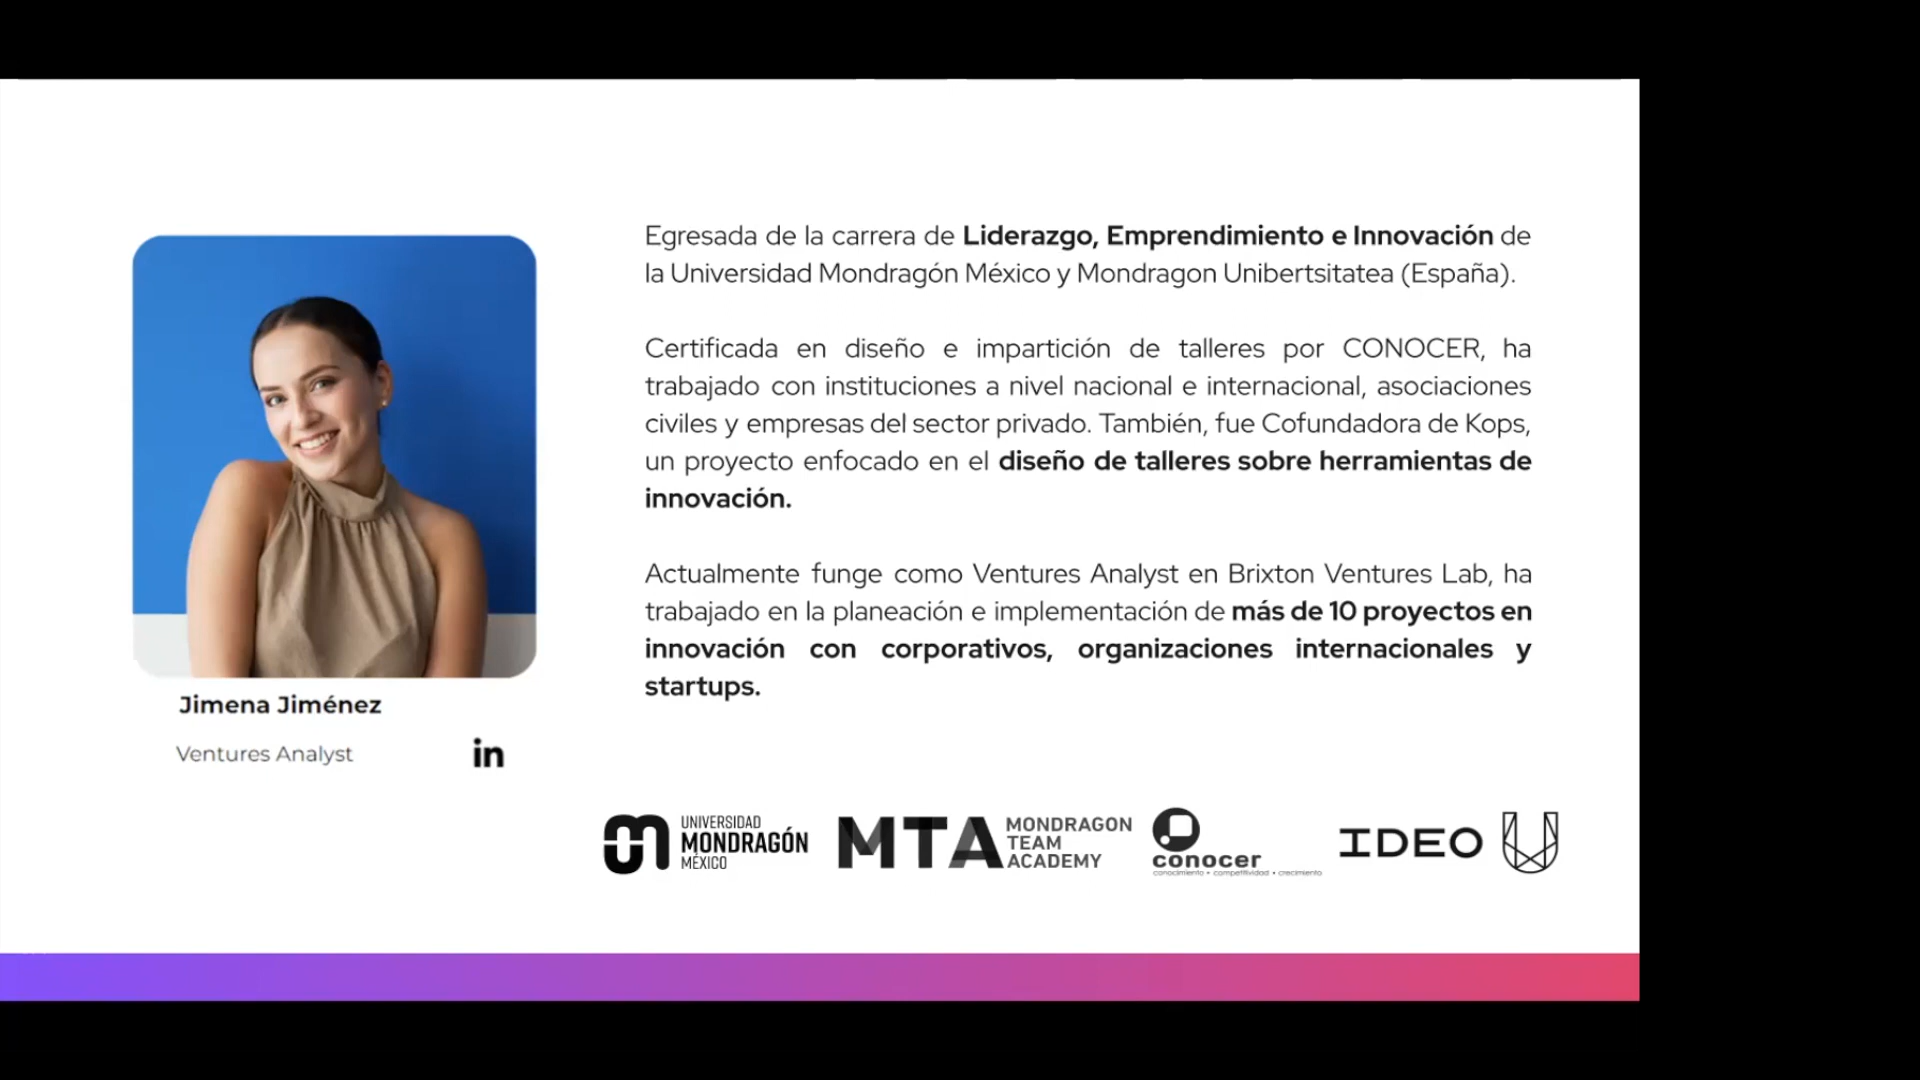 Egresada de la carrera de Liderazgo, Emprendimiento e Innovación de
la Universidad Mondragón México y Mondragon Unibertsitatea (España).
Certificada en diseño e impartición de talleres por CONOCER, ha
trabajado con instituciones a nivel nacional e internacional, asociaciones
civiles y empresas del sector privado. También, fue Cofundadora de Kops,
un proyecto enfocado en el diseño de talleres sobre herramientas de
innovación.
Actualmente funge como Ventures Analyst en Brixton Ventures Lab, ha
trabajado en la planeación e implementación de más de 10 proyectos en
innovación con corporativos, organizaciones internacionales y
startups.
Jimena Jiménez
Ventures Analyst
in
UNIVERSIDAD
MONDRAGÓN
MÉXICO
MTA
MONDRAGON
TEAM
ACADEMY
conocer
conocimiento • competitividad • crecimiento
IDEO U